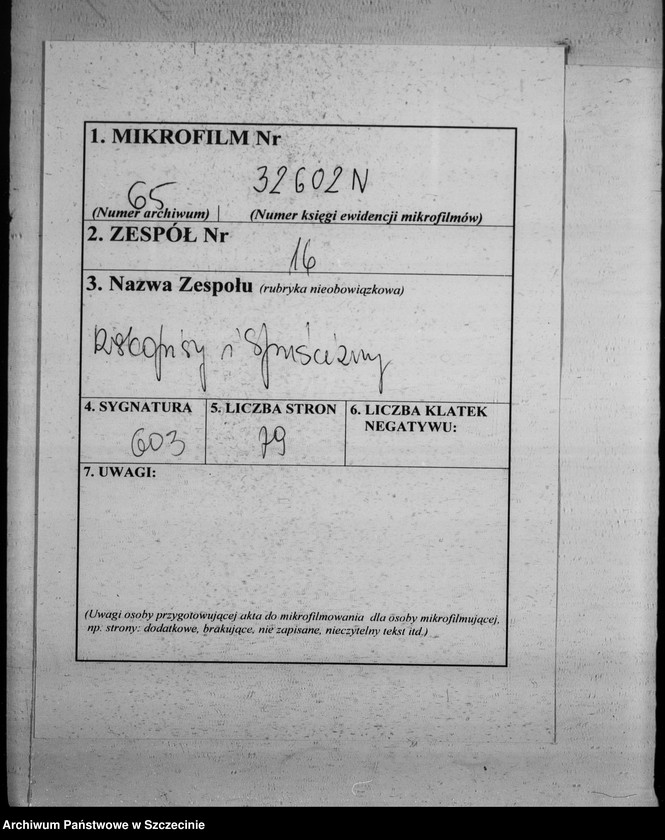 1. MIKROFILM Nr
65 32602N
(Numer archiwum) | (Numer księgi ewidencji mikrofilmów)
2. ZESPÓŁ Nr
16
3. Nazwa Zespołu (rubryka nieobowiązkowa)
Rękopisy i Spuścizny
4. SYGNATURA
603
5. LICZBA STRON
79
6. LICZBA KLATEK
NEGATYWU:
7. UWAGI:
(Uwagi osoby przygotowującej akta do mikrofilmowania dla osoby mikrofilmującej,
np. strony: dodatkowe, brakujące, nie zapisane, nieczytelny tekst itd.)
Archiwum Państwowe w Szczecinie